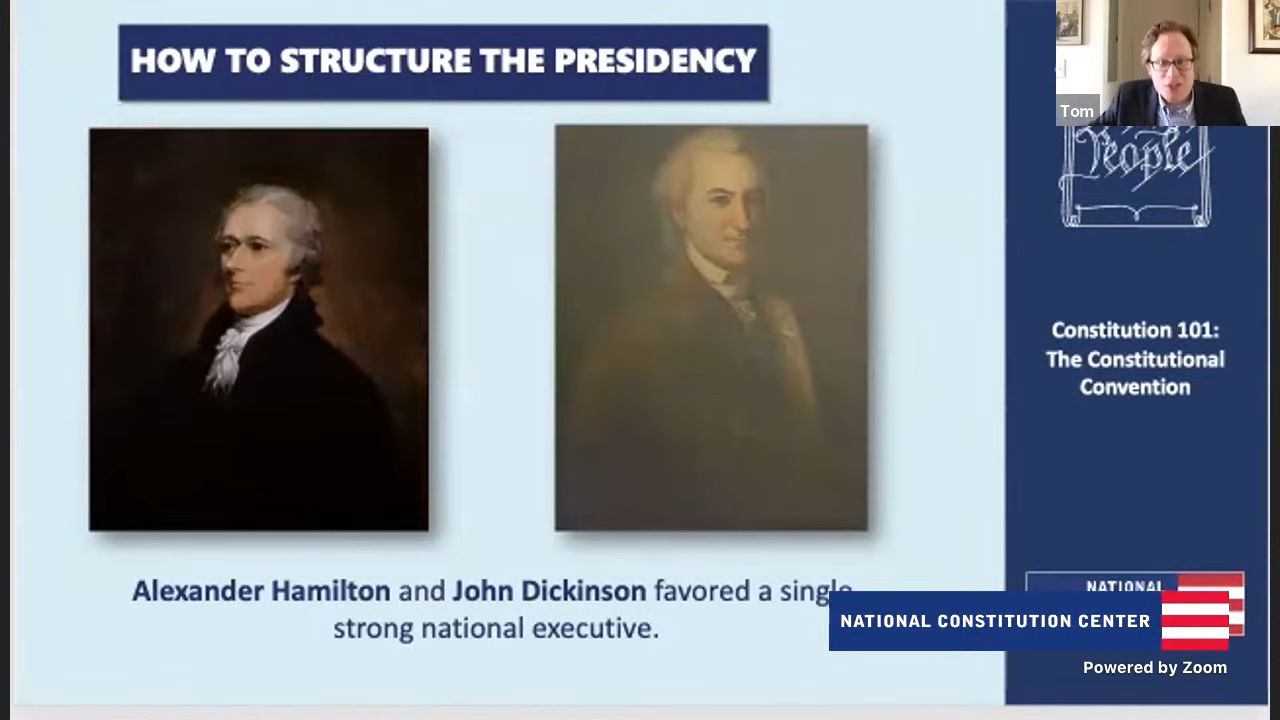 HOW TO STRUCTURE THE PRESIDENCY
Tom
People
Constitution 101:
The Constitutional
Convention
Alexander Hamilton and John Dickinson favored a single
strong national executive.
NATIONAL
NATIONAL CONSTITUTION CENTER
Powered by Zoom